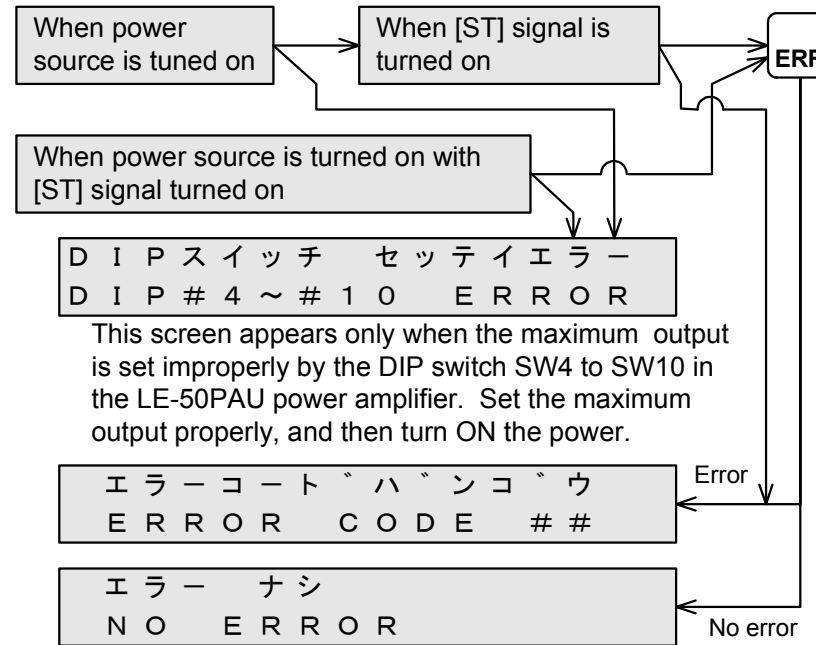 When power
source is tuned on
When [ST] signal is
turned on
ERR
When power source is turned on with
[ST] signal turned on
DIPスイッチ セッテイエラー
DIP#4~#10 ERROR
This screen appears only when the maximum output
is set improperly by the DIP switch SW4 to SW10 in
the LE-50PAU power amplifier. Set the maximum
output properly, and then turn ON the power.
エラーコート゛ハ゛ンコ゛ウ
ERROR CODE ##
Error
エラー ナシ
NO ERROR
No error